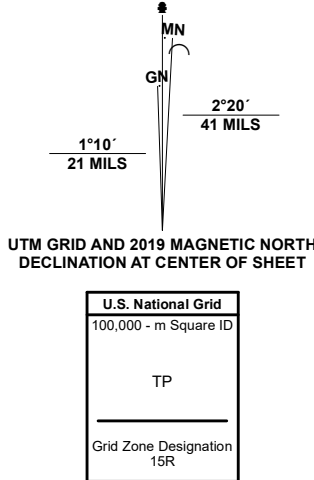 MN
GN
2°20´
41 MILS
1°10´
21 MILS
UTM GRID AND 2019 MAGNETIC NORTH
DECLINATION AT CENTER OF SHEET
U.S. National Grid
100,000 - m Square ID
TP
Grid Zone Designation
15R